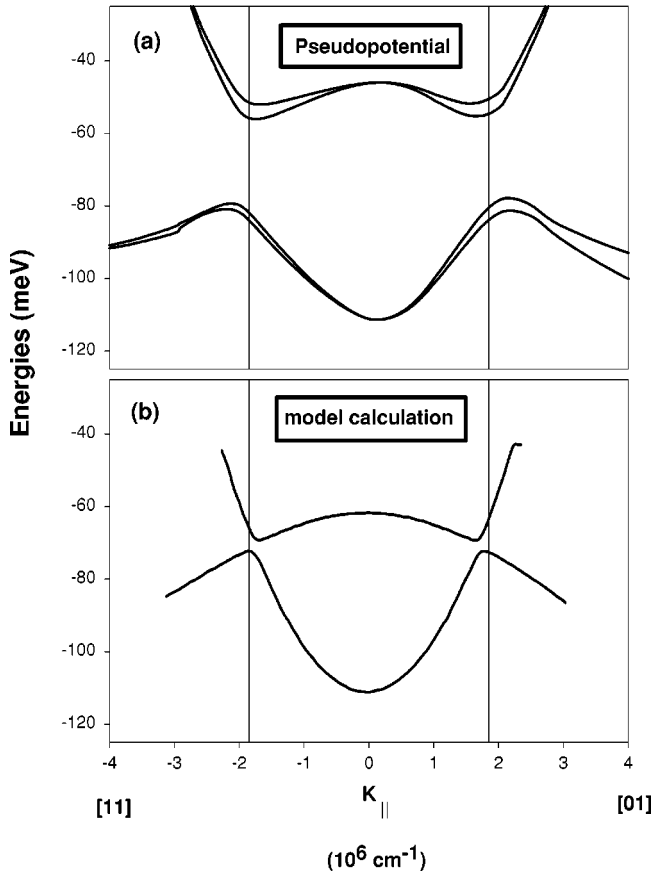 (a)
Pseudopotential
-40
-60
-80
-100
-120
Energies (meV)
(b)
model calculation
-40
-60
-80
-100
-120
-4 -3 -2 -1 0 1 2 3 4
[11] K|| [01]
(10⁶ cm⁻¹)